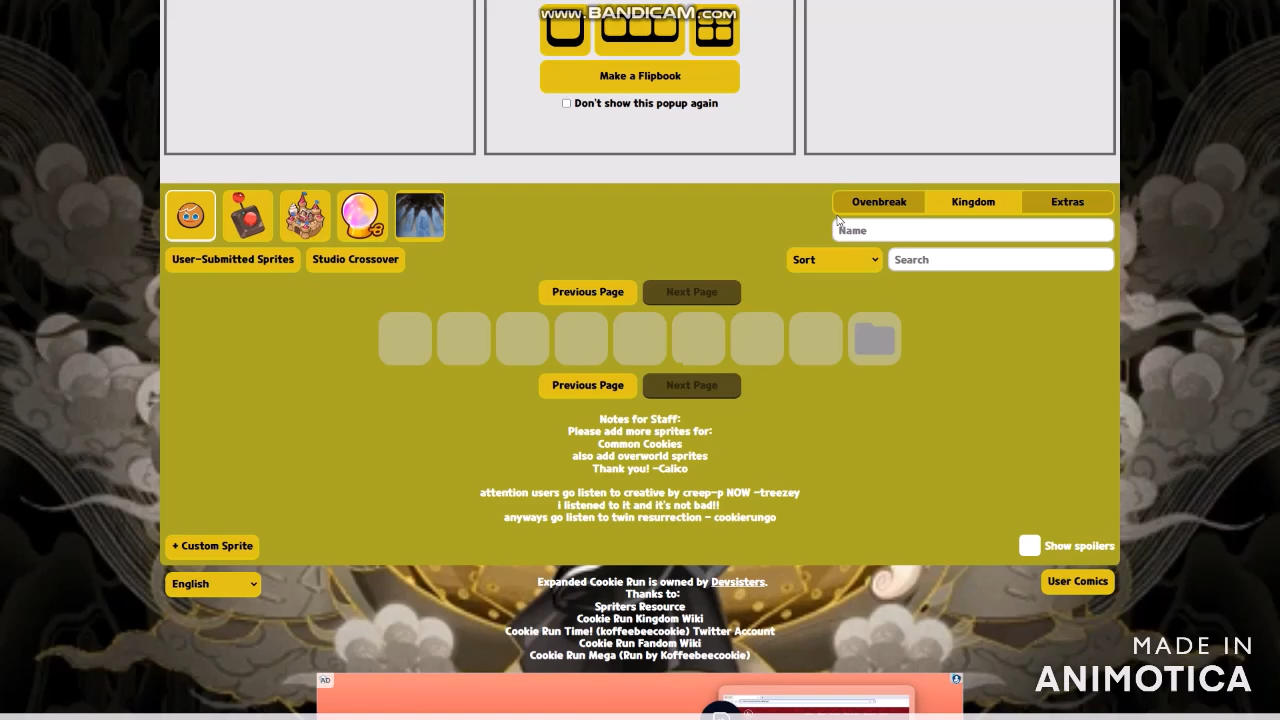 www.BANDICAM.com
Make a Flipbook
Don't show this popup again
Ovenbreak
Kingdom
Extras
Name
User-Submitted Sprites
Studio Crossover
Sort
Search
Previous Page
Next Page
Previous Page
Next Page
Notes for Staff:
Please add more sprites for:
Common Cookies
also add overworld sprites
Thank you! -Calico
attention users go listen to creative by creep-p NOW -treezey
i listened to it and it's not bad!!
anyways go listen to twin resurrection - cookierungo
+ Custom Sprite
Show spoilers
English
Expanded Cookie Run is owned by Devsisters.
User Comics
Thanks to:
Spriters Resource
Cookie Run Kingdom Wiki
Cookie Run Time! (koffeebeecookie) Twitter Account
Cookie Run Fandom Wiki
Cookie Run Mega (Run by Koffeebeecookie)
MADE IN
ANIMOTICA
AD